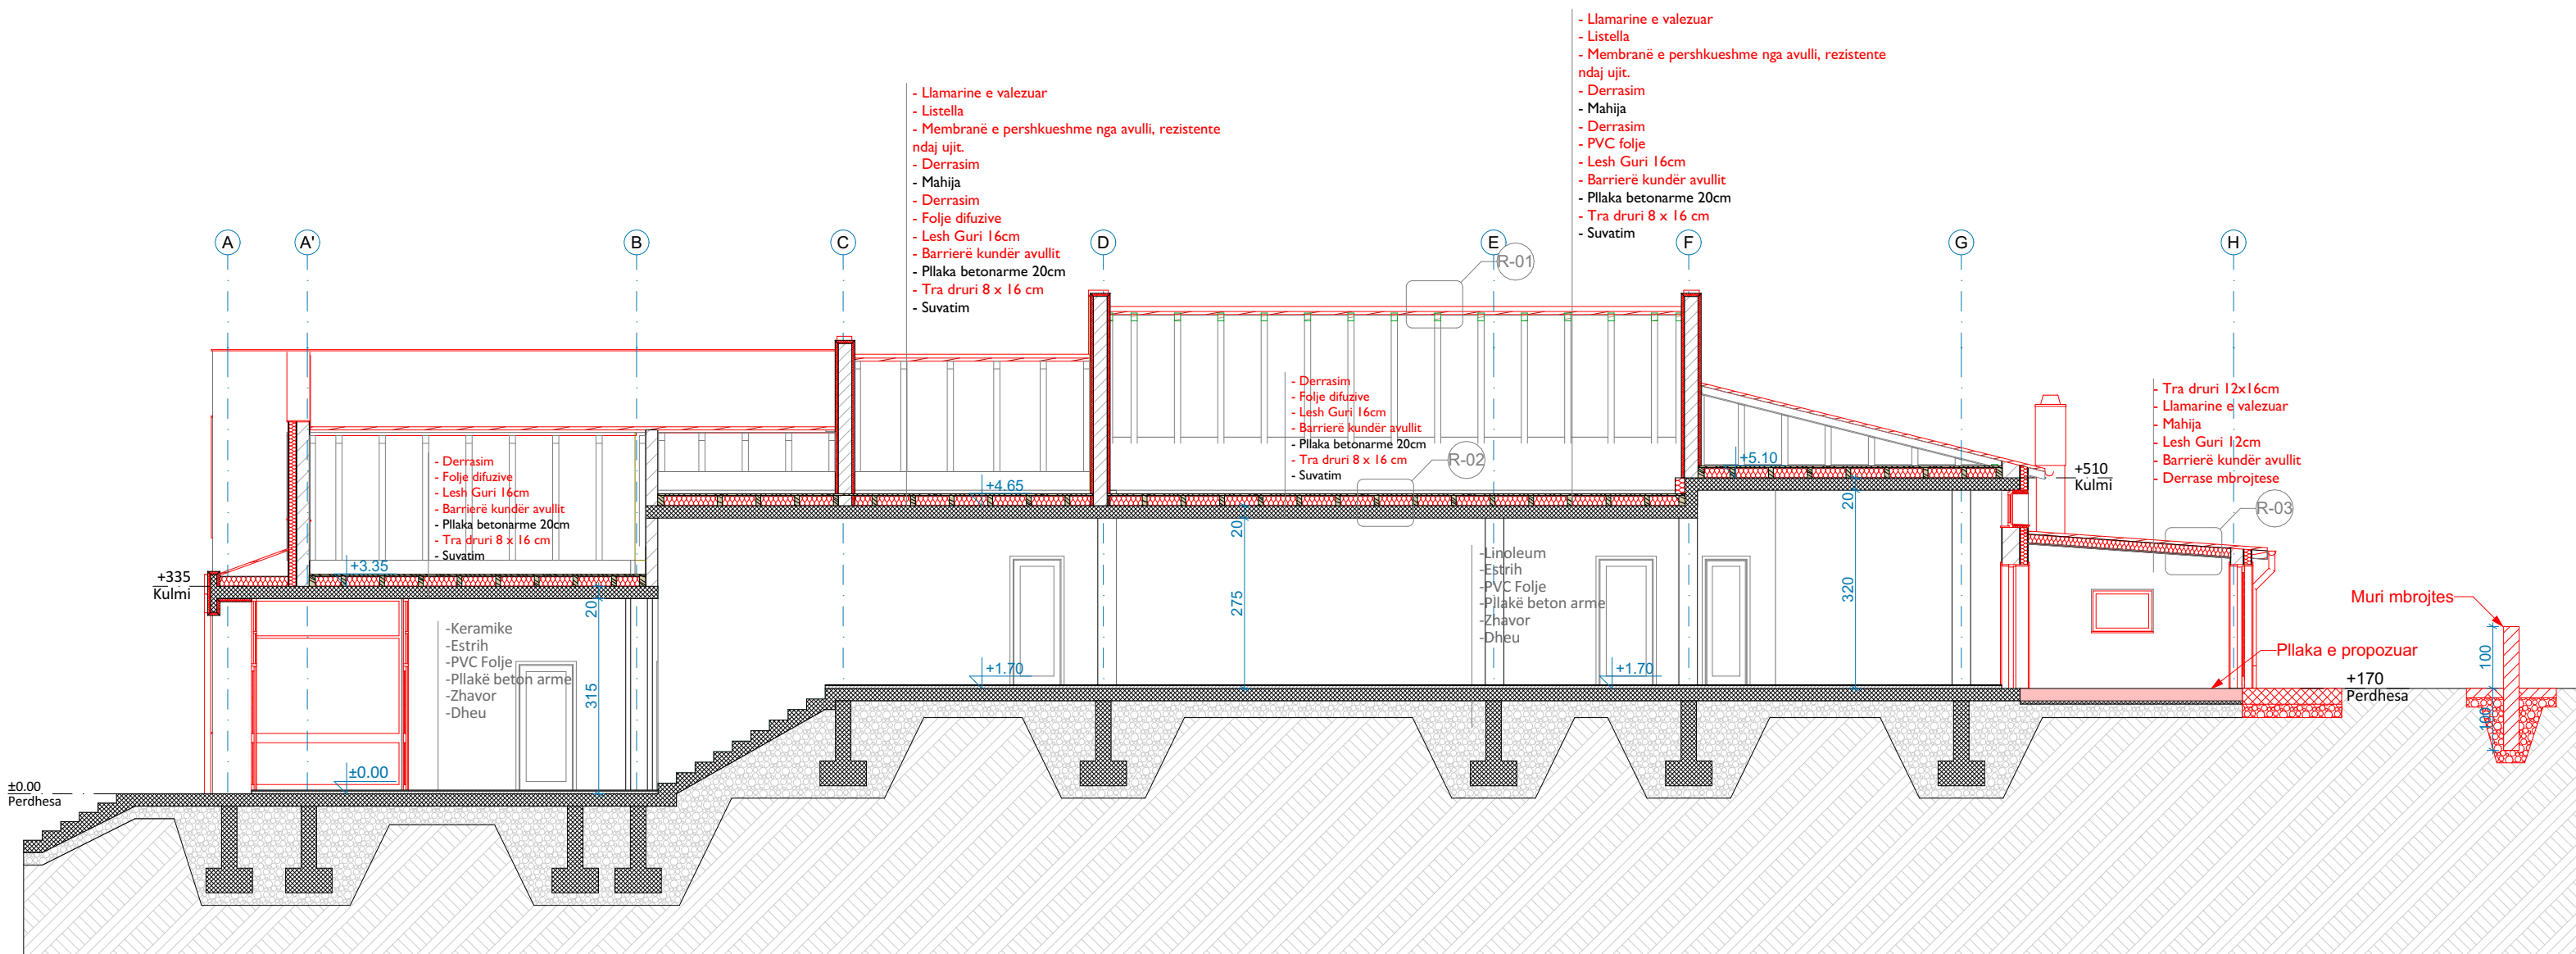 - Llamarine e valezuar
- Listella
- Membranë e pershkueshme nga avulli, rezistente
ndaj ujit.
- Derrasim
- Mahija
- Derrasim
- PVC folje
- Lesh Guri 16cm
- Barrierë kundër avullit
- Pllaka betonarme 20cm
- Tra druri 8 x 16 cm
- Suvatim
- Llamarine e valezuar
- Listella
- Membranë e pershkueshme nga avulli, rezistente
ndaj ujit.
- Derrasim
- Mahija
- Derrasim
- Folje difuzive
- Lesh Guri 16cm
- Barrierë kundër avullit
- Pllaka betonarme 20cm
- Tra druri 8 x 16 cm
- Suvatim
A
A'
B
C
D
E
F
G
H
R-01
- Derrasim
- Folje difuzive
- Lesh Guri 16cm
- Barrierë kundër avullit
- Pllaka betonarme 20cm
- Tra druri 8 x 16 cm
- Suvatim
R-02
- Tra druri 12x16cm
- Llamarine e valezuar
- Mahija
- Lesh Guri 12cm
- Barrierë kundër avullit
- Derrase mbrojtese
R-03
- Derrasim
- Folje difuzive
- Lesh Guri 16cm
- Barrierë kundër avullit
- Pllaka betonarme 20cm
- Tra druri 8 x 16 cm
- Suvatim
+5.10
+510
Kulmi
+4.65
+3.35
+335
Kulmi
20
20
20
275
320
315
-Linoleum
-Estrih
-PVC Folje
-Pllakë beton arme
-Zhavor
-Dheu
-Keramike
-Estrih
-PVC Folje
-Pllakë beton arme
-Zhavor
-Dheu
+1.70
+1.70
Muri mbrojtes
Pllaka e propozuar
+170
Perdhesa
100
100
±0.00
±0.00
Perdhesa